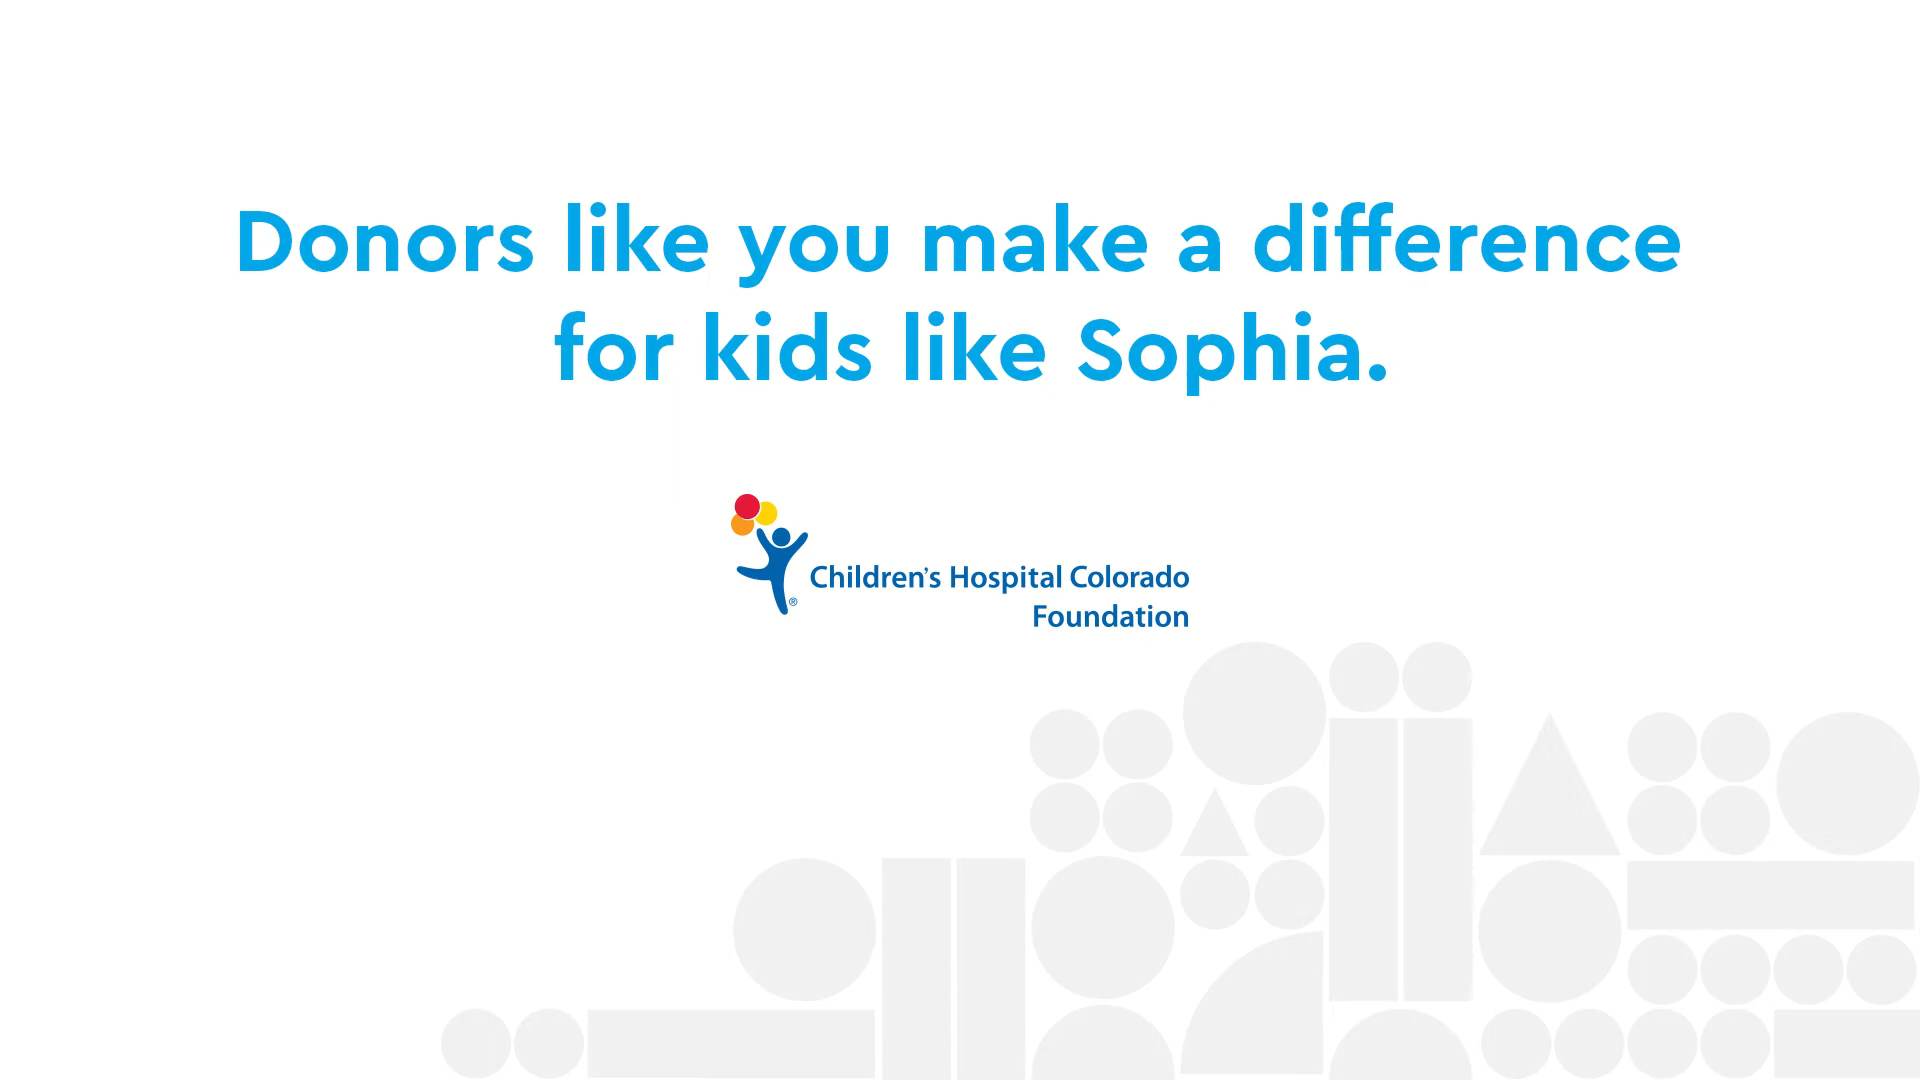 Donors like you make a difference
for kids like Sophia.
Children's Hospital Colorado
Foundation
®